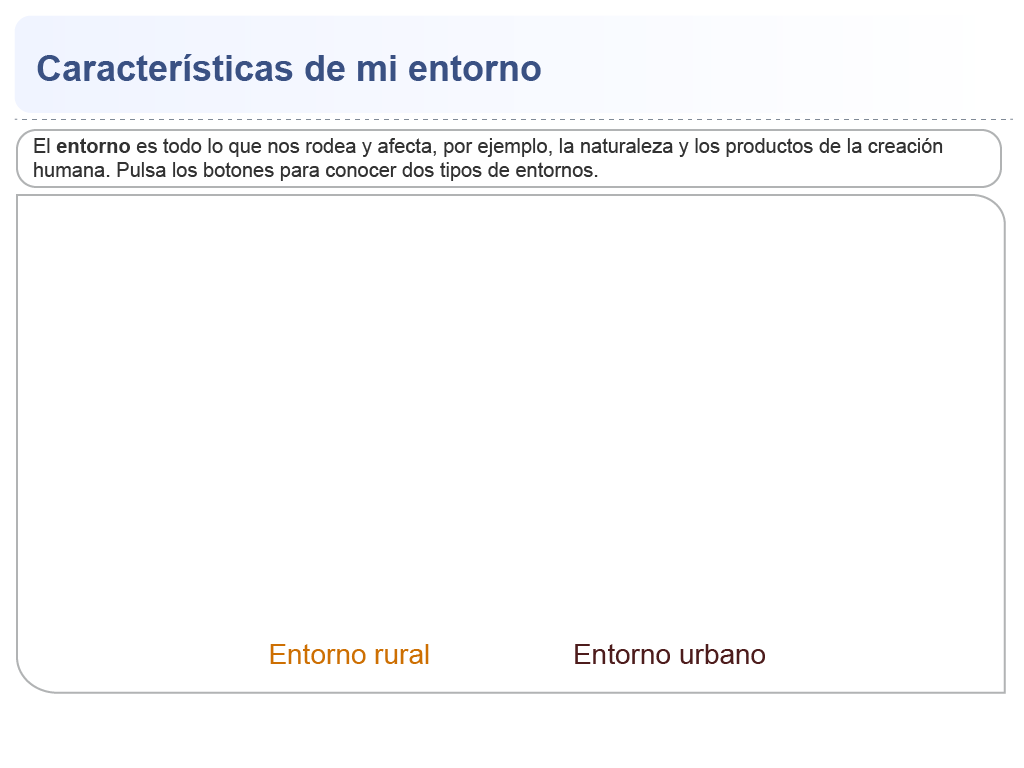 Características de mi entorno
El entorno es todo lo que nos rodea y afecta, por ejemplo, la naturaleza y los productos de la creación
humana. Pulsa los botones para conocer dos tipos de entornos.
Entorno rural
Entorno urbano